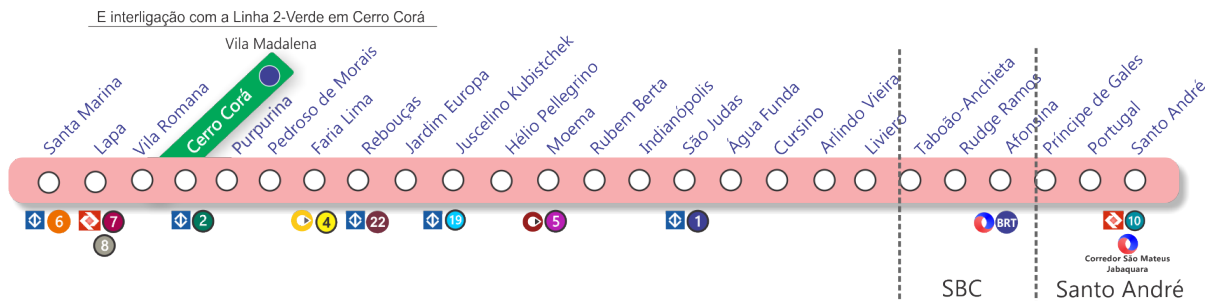 E interligação com a Linha 2-Verde em Cerro Corá
Vila Madalena
Santa Marina
Lapa
Vila Romana
Cerro Corá
Purpurina
Pedroso de Morais
Faria Lima
Rebouças
Jardim Europa
Juscelino Kubistchek
Hélio Pellegrino
Moema
Rubem Berta
Indianópolis
São Judas
Água Funda
Cursino
Arlindo Vieira
Liviero
Taboão-Anchieta
Rudge Ramos
Afonsina
Príncipe de Gales
Portugal
Santo André
6
7
8
2
4
22
19
5
1
BRT
10
Corredor São Mateus
Jabaquara
SBC
Santo André